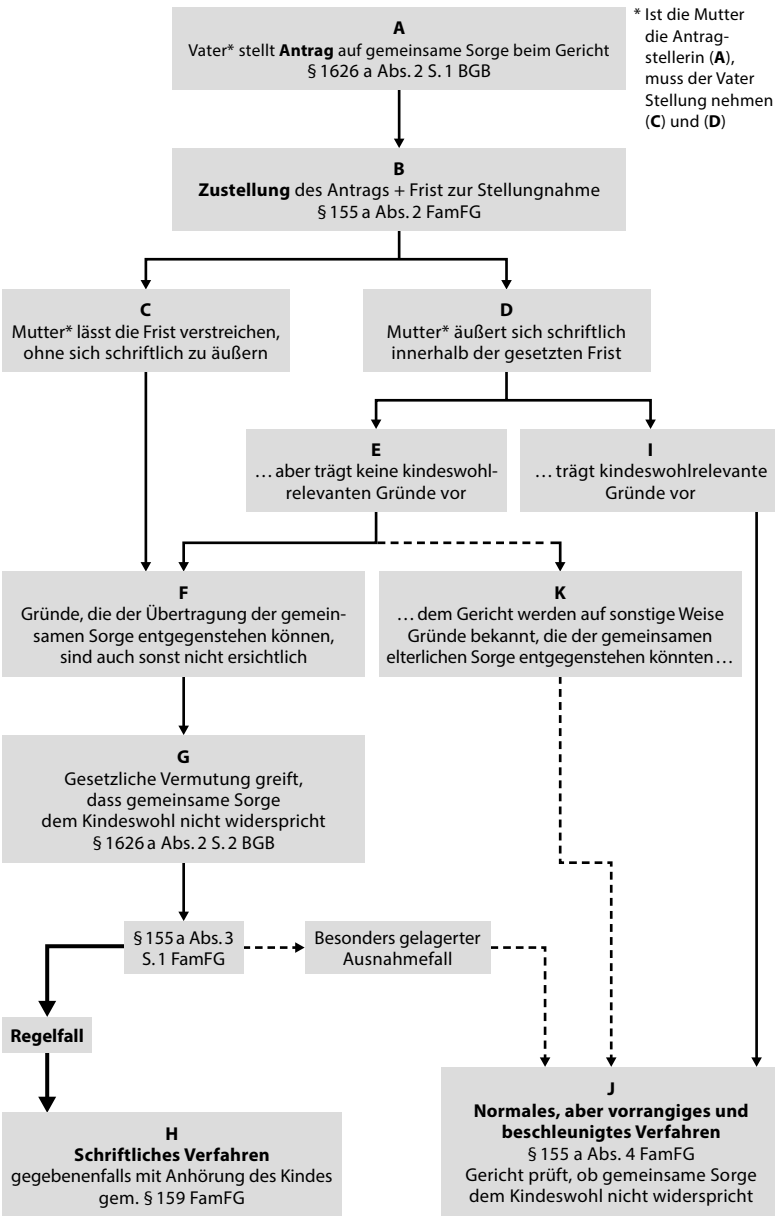 A
Vater* stellt Antrag auf gemeinsame Sorge beim Gericht
§ 1626 a Abs. 2 S. 1 BGB
* Ist die Mutter
die Antrag-
stellerin (A),
muss der Vater
Stellung nehmen
(C) und (D)
B
Zustellung des Antrags + Frist zur Stellungnahme
§ 155 a Abs. 2 FamFG
C
Mutter* lässt die Frist verstreichen,
ohne sich schriftlich zu äußern
D
Mutter* äußert sich schriftlich
innerhalb der gesetzten Frist
E
… aber trägt keine kindeswohl-
relevanten Gründe vor
I
… trägt kindeswohlrelevante
Gründe vor
F
Gründe, die der Übertragung der gemein-
samen Sorge entgegenstehen können,
sind auch sonst nicht ersichtlich
K
… dem Gericht werden auf sonstige Weise
Gründe bekannt, die der gemeinsamen
elterlichen Sorge entgegenstehen könnten …
G
Gesetzliche Vermutung greift,
dass gemeinsame Sorge
dem Kindeswohl nicht widerspricht
§ 1626 a Abs. 2 S. 2 BGB
§ 155 a Abs. 3
S. 1 FamFG
Besonders gelagerter
Ausnahmefall
Regelfall
H
Schriftliches Verfahren
gegebenenfalls mit Anhörung des Kindes
gem. § 159 FamFG
J
Normales, aber vorrangiges und
beschleunigtes Verfahren
§ 155 a Abs. 4 FamFG
Gericht prüft, ob gemeinsame Sorge
dem Kindeswohl nicht widerspricht